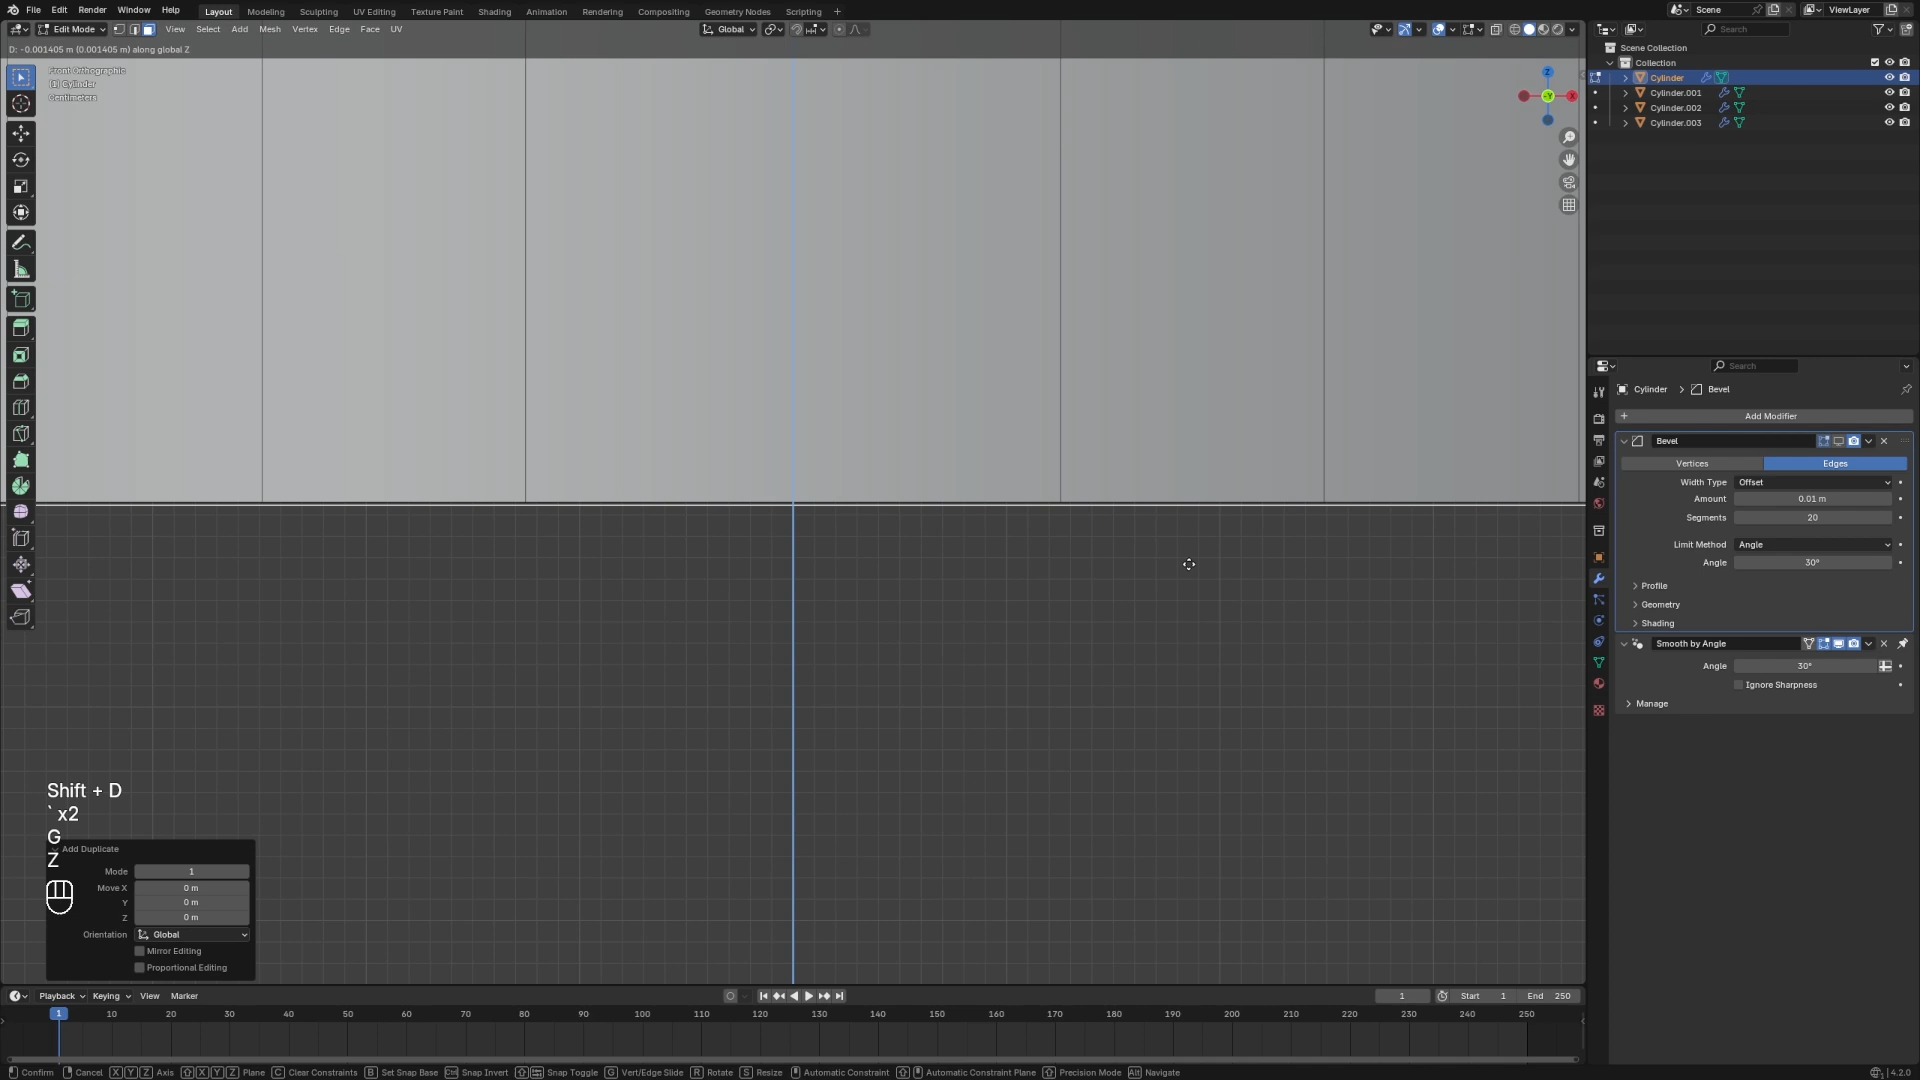 File Edit Render Window Help Layout Modeling Sculpting UV Editing Texture Paint Shading Animation Rendering Compositing Geometry Nodes Scripting + Scene ViewLayer
Edit Mode View Select Add Mesh Vertex Edge Face UV Global Search
D: -0.001405 m (0.001405 m) along global Z
Front Orthographic
(1) Cylinder
Centimeters
Z
-Y
X
Scene Collection
Collection
Cylinder
Cylinder.001
Cylinder.002
Cylinder.003
Search
Cylinder > Bevel
+ Add Modifier
Bevel
Vertices Edges
Width Type Offset
Amount 0.01 m
Segments 20
Limit Method Angle
Angle 30°
Profile
Geometry
Shading
Smooth by Angle
Angle 30°
Ignore Sharpness
Manage
Shift + D
` x2
G
Z
Add Duplicate
Mode 1
Move X 0 m
Y 0 m
Z 0 m
Orientation Global
Mirror Editing
Proportional Editing
Playback Keying View Marker 1 Start 1 End 250
1 10 20 30 40 50 60 70 80 90 100 110 120 130 140 150 160 170 180 190 200 210 220 230 240 250
Confirm Cancel X Y Z Axis X Y Z Plane C Clear Constraints B Set Snap Base Ctrl Snap Invert Snap Toggle G Vert/Edge Slide R Rotate S Resize Automatic Constraint Automatic Constraint Plane Precision Mode Alt Navigate 4.2.0